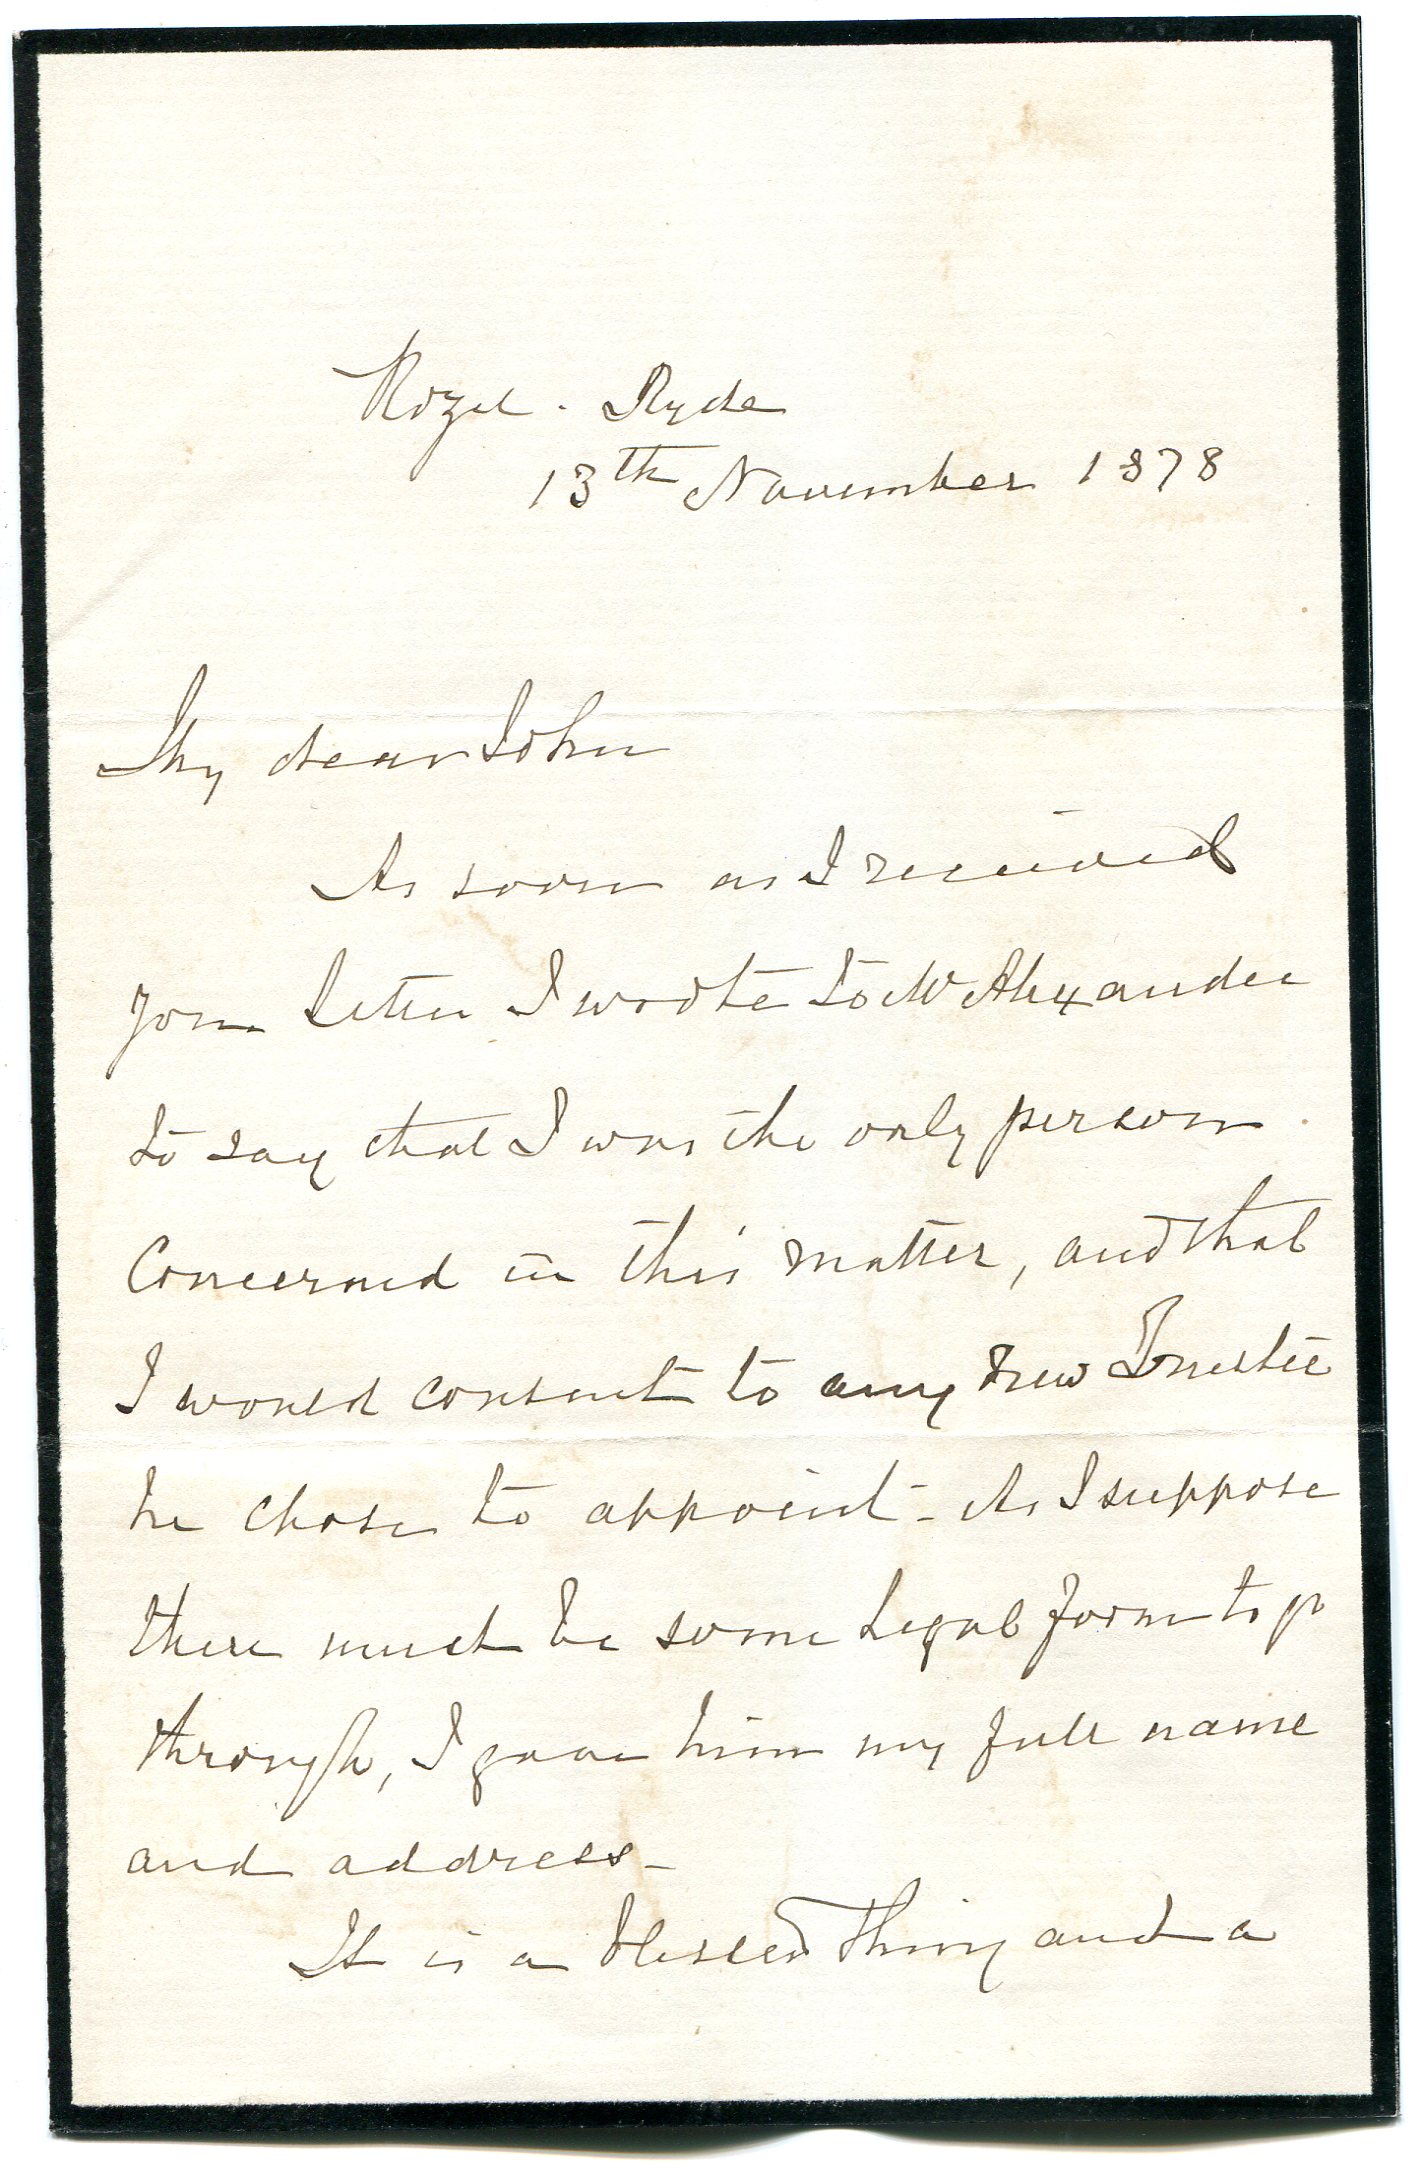 Rozel. Ryde
13th November 1878
My dear John
As soon as I received
your letter I wrote to Mr Alexander
to say that I was the only person
Concerned in this matter, and that
I would consent to any new Trustee
he chose to appoint - As I suppose
there must be some legal form to go
through, I gave him my full name
and address -
It is a blessed thing and a